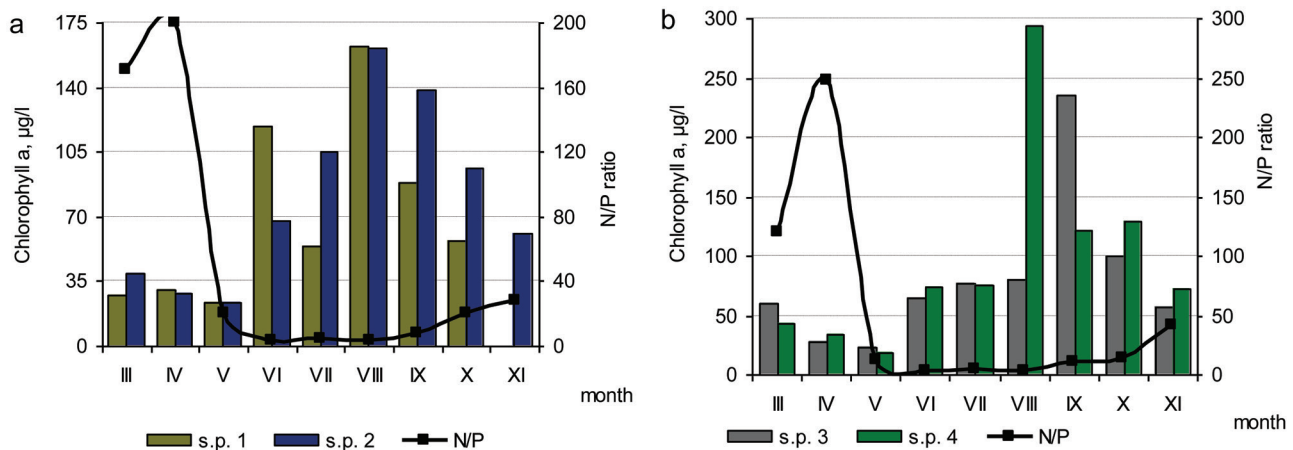 a
Chlorophyll a, µg/l
175
140
105
70
35
0
200
160
120
80
40
0
N/P ratio
III IV V VI VII VIII IX X XI
month
s.p. 1 s.p. 2 N/P
b
Chlorophyll a, µg/l
300
250
200
150
100
50
0
300
250
200
150
100
50
0
N/P ratio
III IV V VI VII VIII IX X XI
month
s.p. 3 s.p. 4 N/P